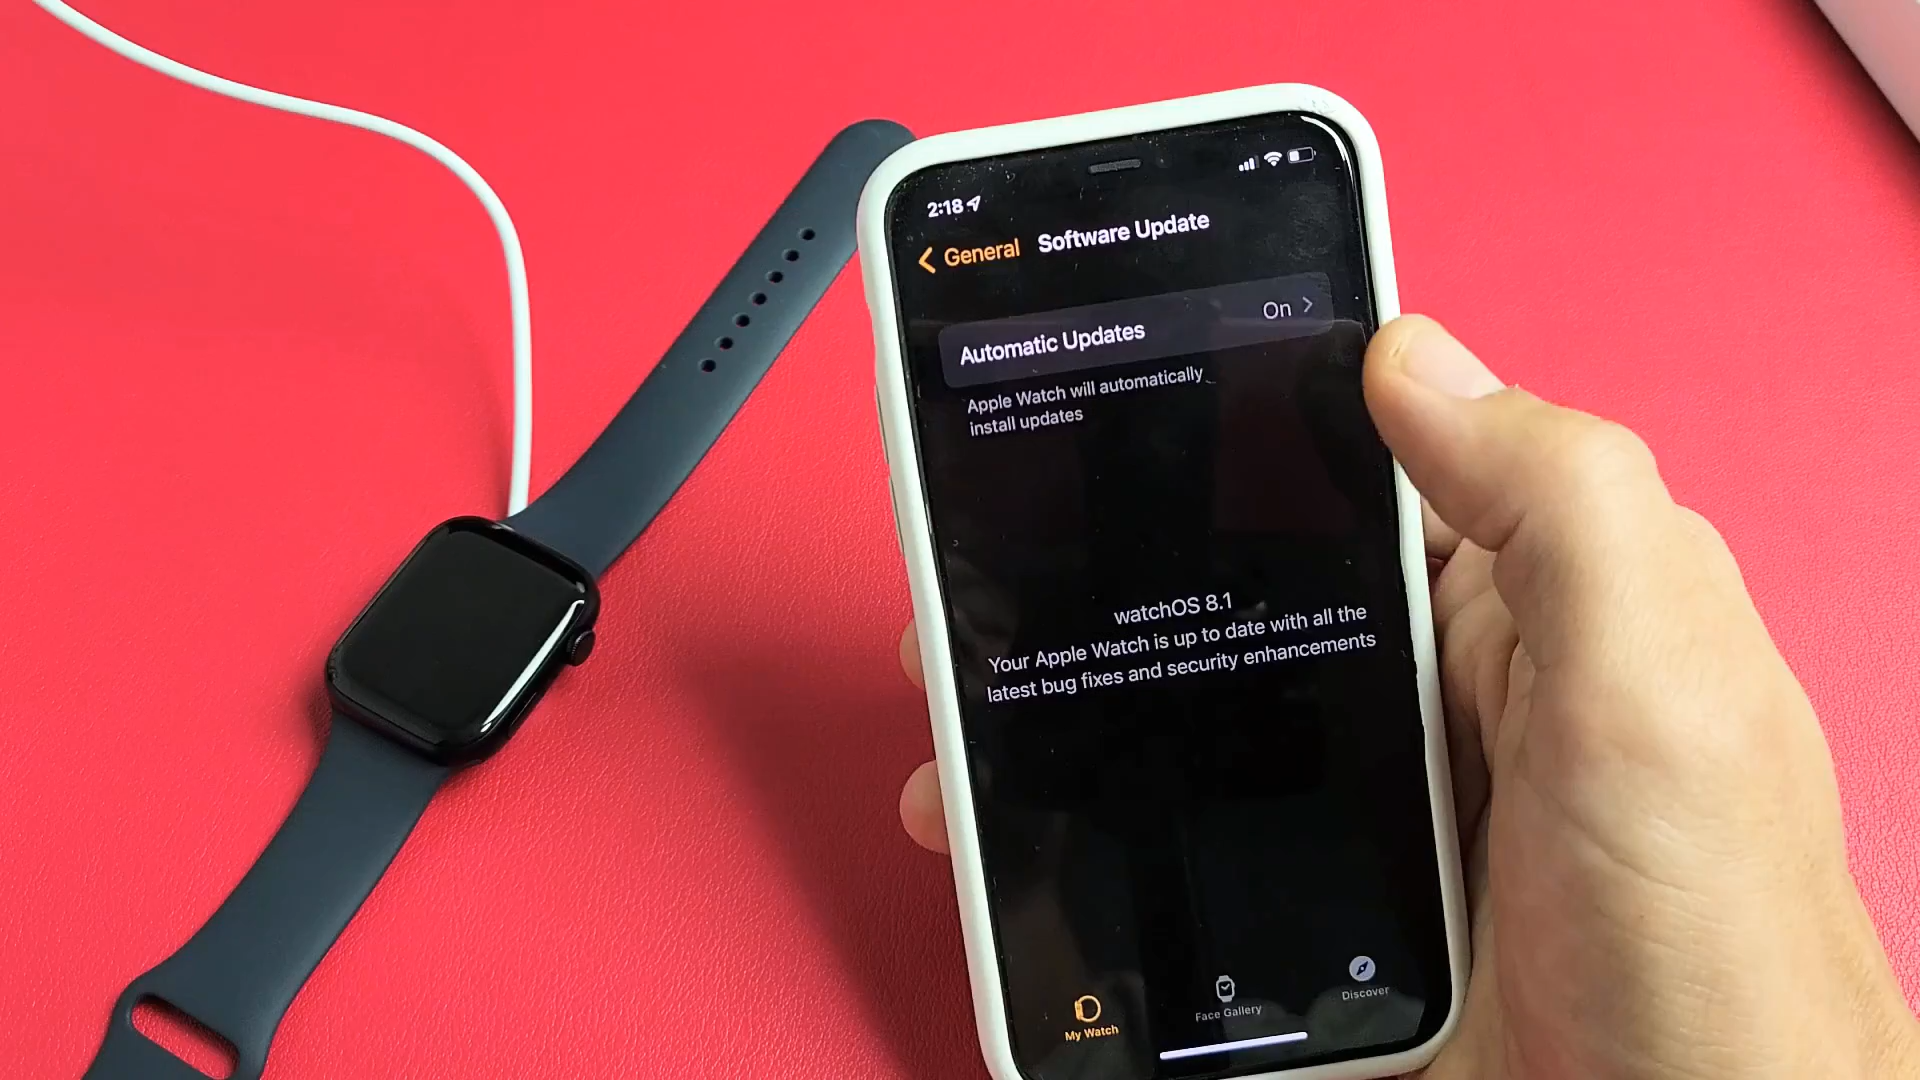 2:18
General
Software Update
Automatic Updates
On
Apple Watch will automatically
install updates
watchOS 8.1
Your Apple Watch is up to date with all the
latest bug fixes and security enhancements
My Watch
Face Gallery
Discover